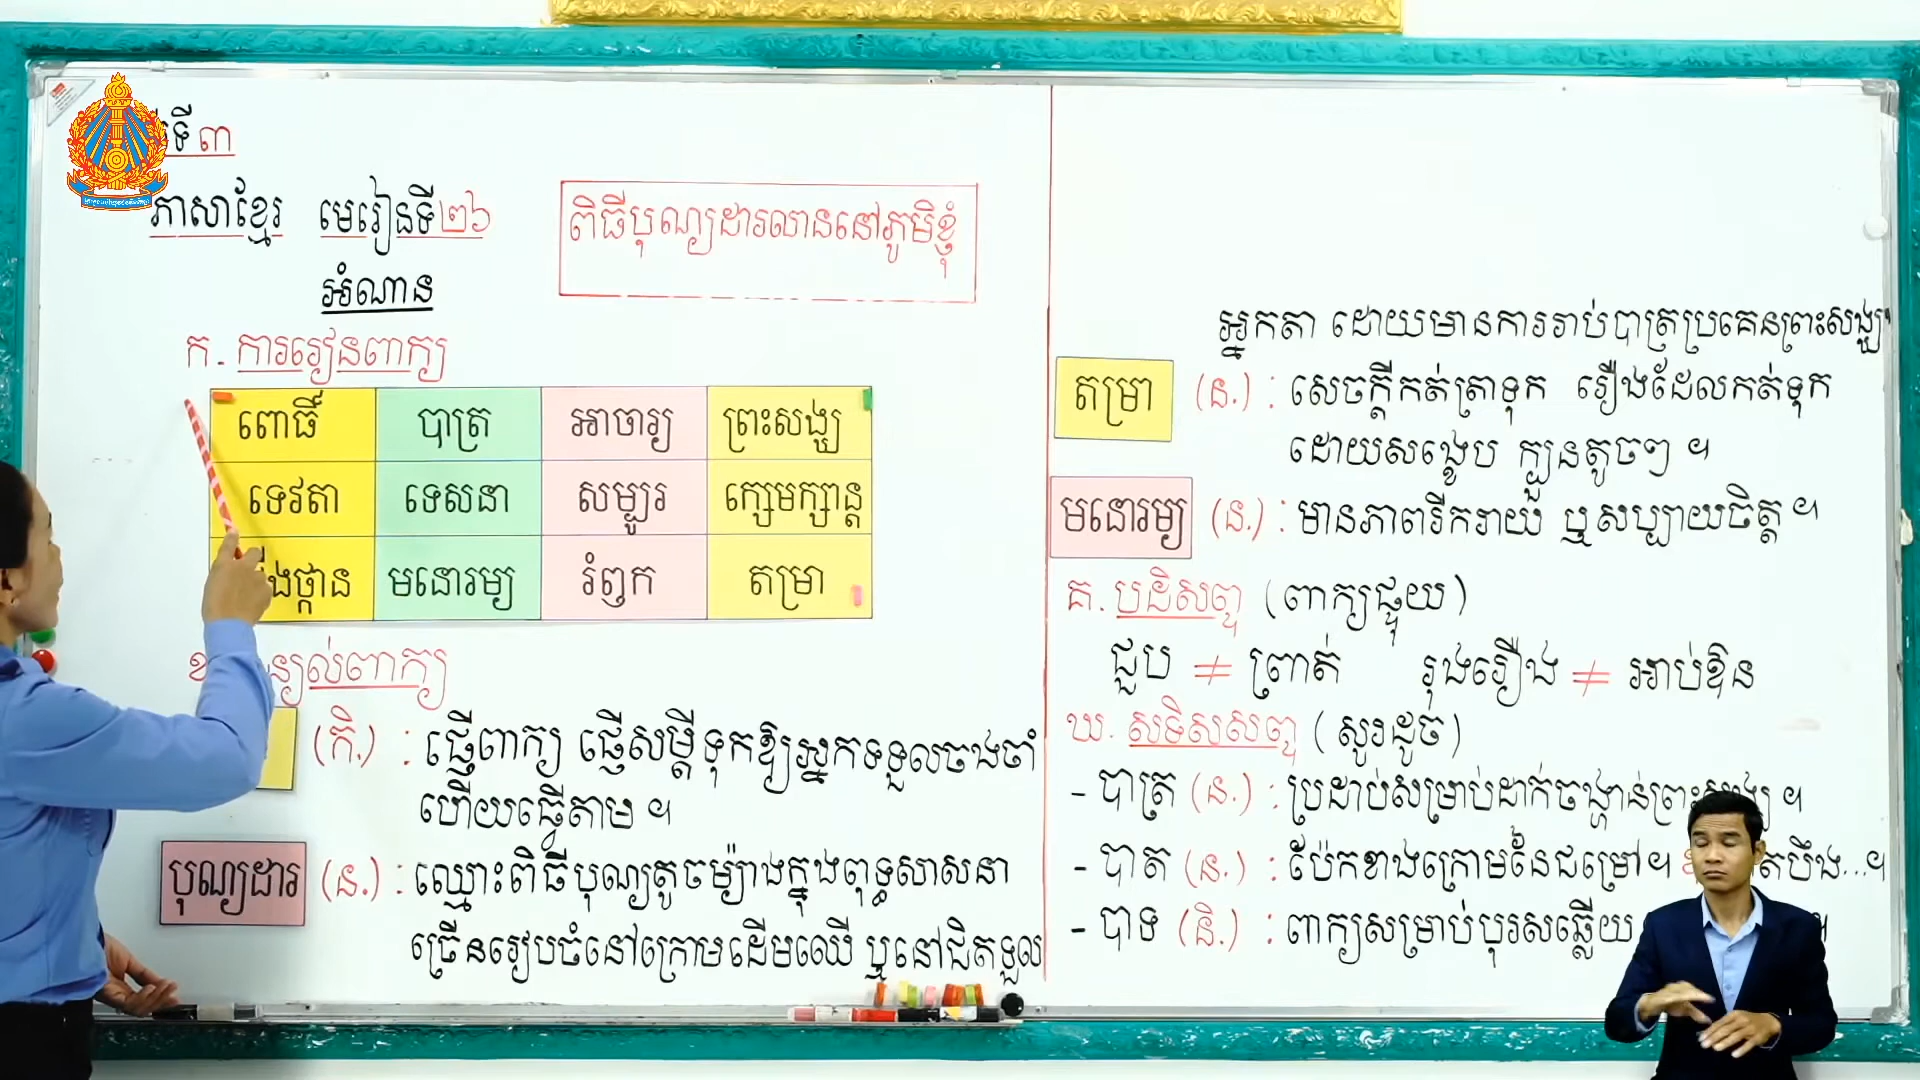 ទី ៣
ភាសាខ្មែរ មេរៀនទី២៦
ពិធីបុណ្យដារលាននៅភូមិខ្ញុំ
អំណាន
ក. ការរៀនពាក្យ
ពោធិ៍ បាត្រ អាចារ្យ ព្រះសង្ឃ
ទេវតា ទេសនា សម្បូរ ក្សេមក្សាន្ត
ងផ្កាន មនោរម្យ រំឭក តម្រា
ខ ន្យល់ពាក្យ
(កិ.) : ផ្ញើពាក្យ ផ្ញើសម្ដីទុកឱ្យអ្នកទទួលចងចាំ
ហើយធ្វើតាម ។
បុណ្យដារ (ន.) : ឈ្មោះពិធីបុណ្យតូចម្យ៉ាងក្នុងពុទ្ធសាសនា
ច្រើនរៀបចំនៅក្រោមដើមឈើ ឬនៅជិតទួល
អ្នកតា ដោយមានការរាប់បាត្រប្រគេនព្រះសង្ឃ។
តម្រា (ន.) : សេចក្ដីកត់ត្រាទុក រឿងដែលកត់ទុក
ដោយសង្ខេប ក្បួនតូចៗ ។
មនោរម្យ (ន.) : មានភាពរីករាយ ឬសប្បាយចិត្ត ។
គ. បដិសព្ទ (ពាក្យផ្ទុយ)
ជួប ≠ ព្រាត់ រុងរឿង ≠ អាប់ឱន
ឃ. សទិសសព្ទ (សូរដូច)
- បាត្រ (ន.) : ប្រដាប់សម្រាប់ដាក់ចង្ហាន់ព្រះសង្ឃ ។
- បាត (ន.) : ប៉ែកខាងក្រោមនៃជម្រៅ។ តបឹង...។
- បាទ (និ.) : ពាក្យសម្រាប់បុរសឆ្លើយ ។